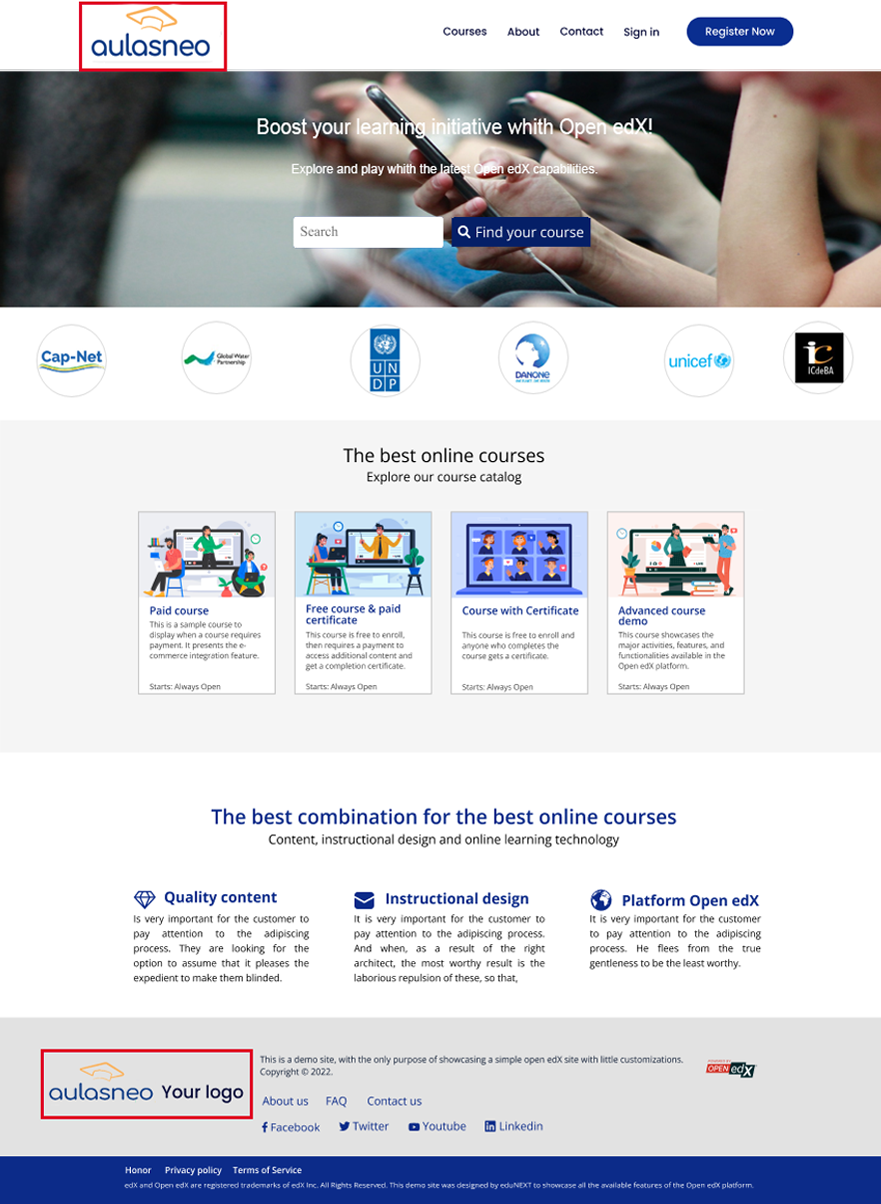 aulasneo
Courses About Contact Sign in Register Now
Boost your learning initiative whith Open edX!
Explore and play whith the latest Open edX capabilities.
Search Find your course
Cap-Net
Global Water
Partnership
UN
DP
DANONE
unicef
ic
ICdeBA
The best online courses
Explore our course catalog
Paid course
This is a sample course to
display when a course requires
payment. It presents the e-
commerce integration feature.
Starts: Always Open
Free course & paid
certificate
This course is free to enroll,
then requires a payment to
access additional content and
get a completion certificate.
Starts: Always Open
Course with Certificate
This course is free to enroll and
anyone who completes the
course gets a certificate.
Starts: Always Open
Advanced course
demo
This course showcases the
major activities, features, and
functionalities available in the
Open edX platform.
Starts: Always Open
The best combination for the best online courses
Content, instructional design and online learning technology
Quality content
Is very important for the customer to
pay attention to the adipiscing
process. They are looking for the
option to assume that it pleases the
expedient to make them blinded.
Instructional design
It is very important for the customer to
pay attention to the adipiscing process.
And when, as a result of the right
architect, the most worthy result is the
laborious repulsion of these, so that,
Platform Open edX
It is very important for the customer
to pay attention to the adipiscing
process. He flees from the true
gentleness to be the least worthy.
aulasneo Your logo
This is a demo site, with the only purpose of showcasing a simple open edX site with little customizations.
Copyright © 2022.
About us FAQ Contact us
Facebook Twitter Youtube Linkedin
POWERED BY
OPEN edX
Honor Privacy policy Terms of Service
edX and Open edX are registered trademarks of edX Inc. All Rights Reserved. This demo site was designed by eduNEXT to showcase all the available features of the Open edX platform.